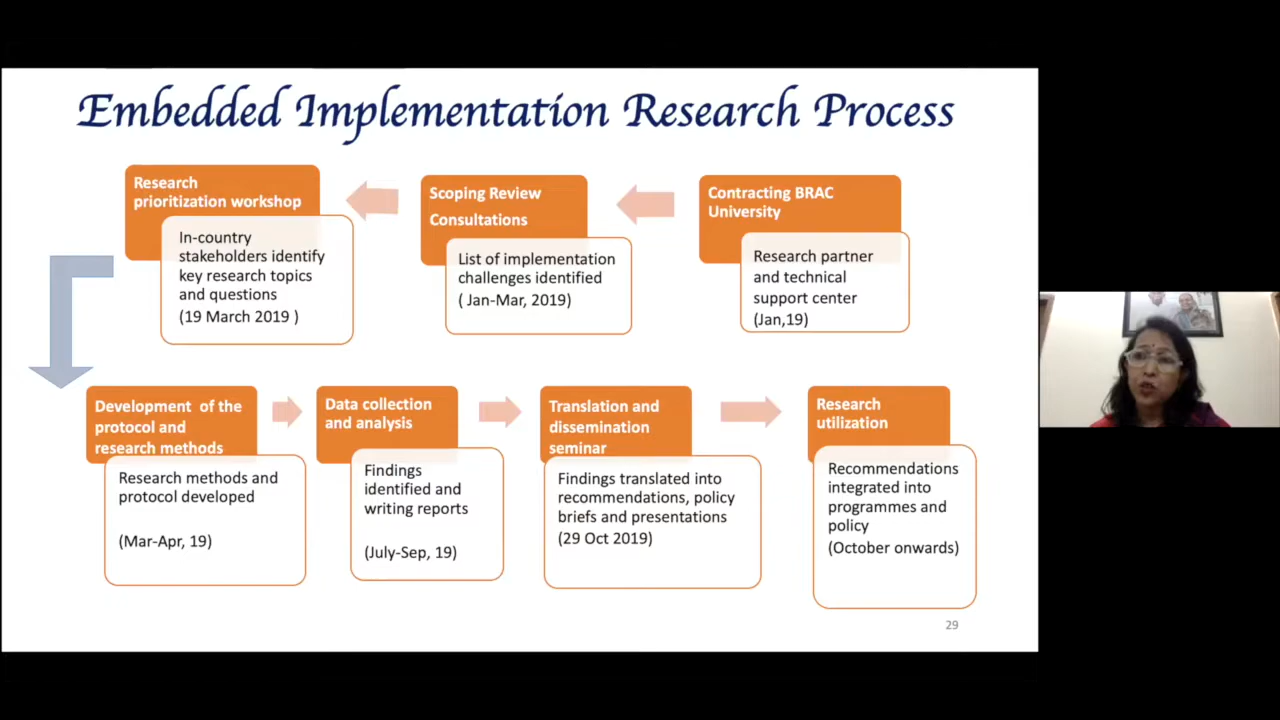 Embedded Implementation Research Process
Research
prioritization workshop
In-country
stakeholders identify
key research topics
and questions
(19 March 2019 )
Scoping Review
Consultations
List of implementation
challenges identified
( Jan-Mar, 2019)
Contracting BRAC
University
Research partner
and technical
support center
(Jan,19)
Development of the
protocol and
research methods
Research methods and
protocol developed
(Mar-Apr, 19)
Data collection
and analysis
Findings
identified and
writing reports
(July-Sep, 19)
Translation and
dissemination
seminar
Findings translated into
recommendations, policy
briefs and presentations
(29 Oct 2019)
Research
utilization
Recommendations
integrated into
programmes and
policy
(October onwards)
29